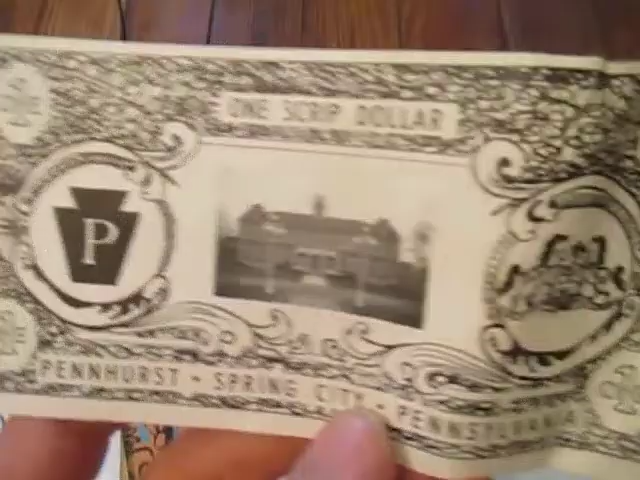 ONE SCRIP DOLLAR
P
PENNHURST - SPRING CITY - PENNSYLVANIA